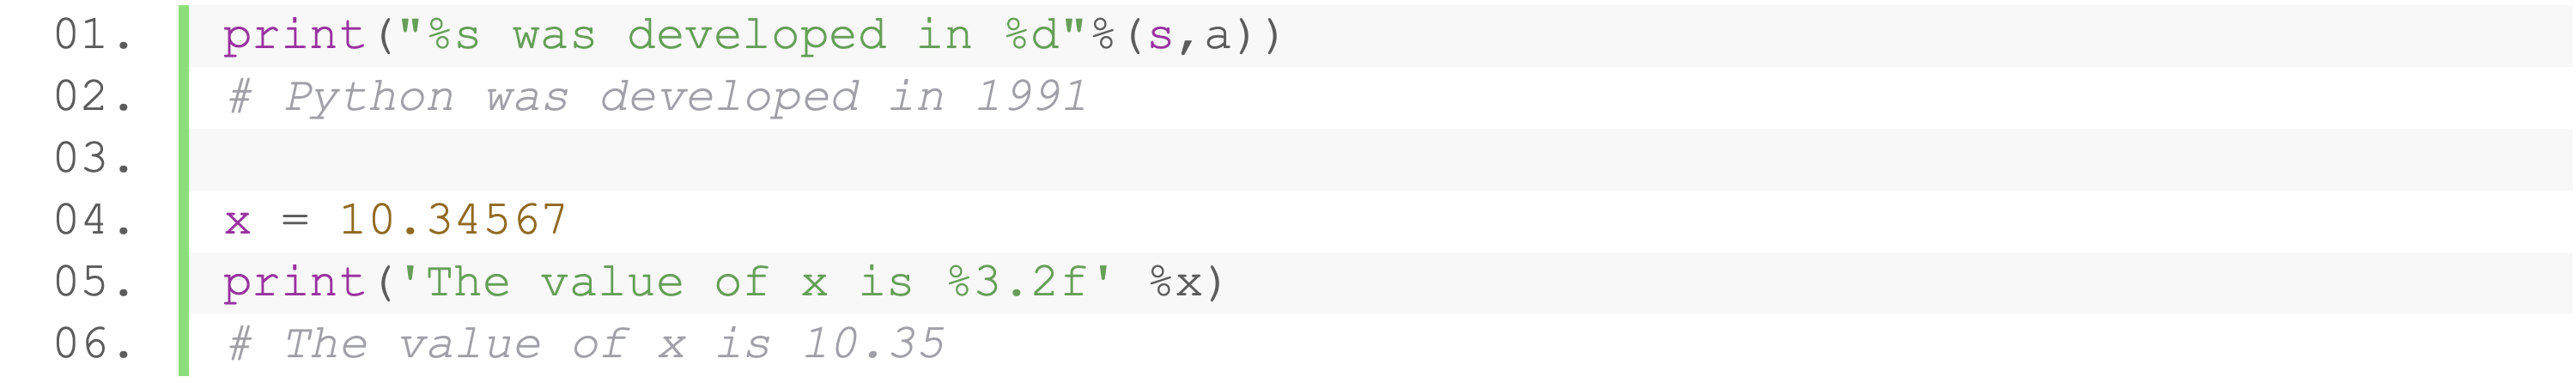 01. print("%s was developed in %d"%(s,a))
02. # Python was developed in 1991
03.
04. x = 10.34567
05. print('The value of x is %3.2f' %x)
06. # The value of x is 10.35